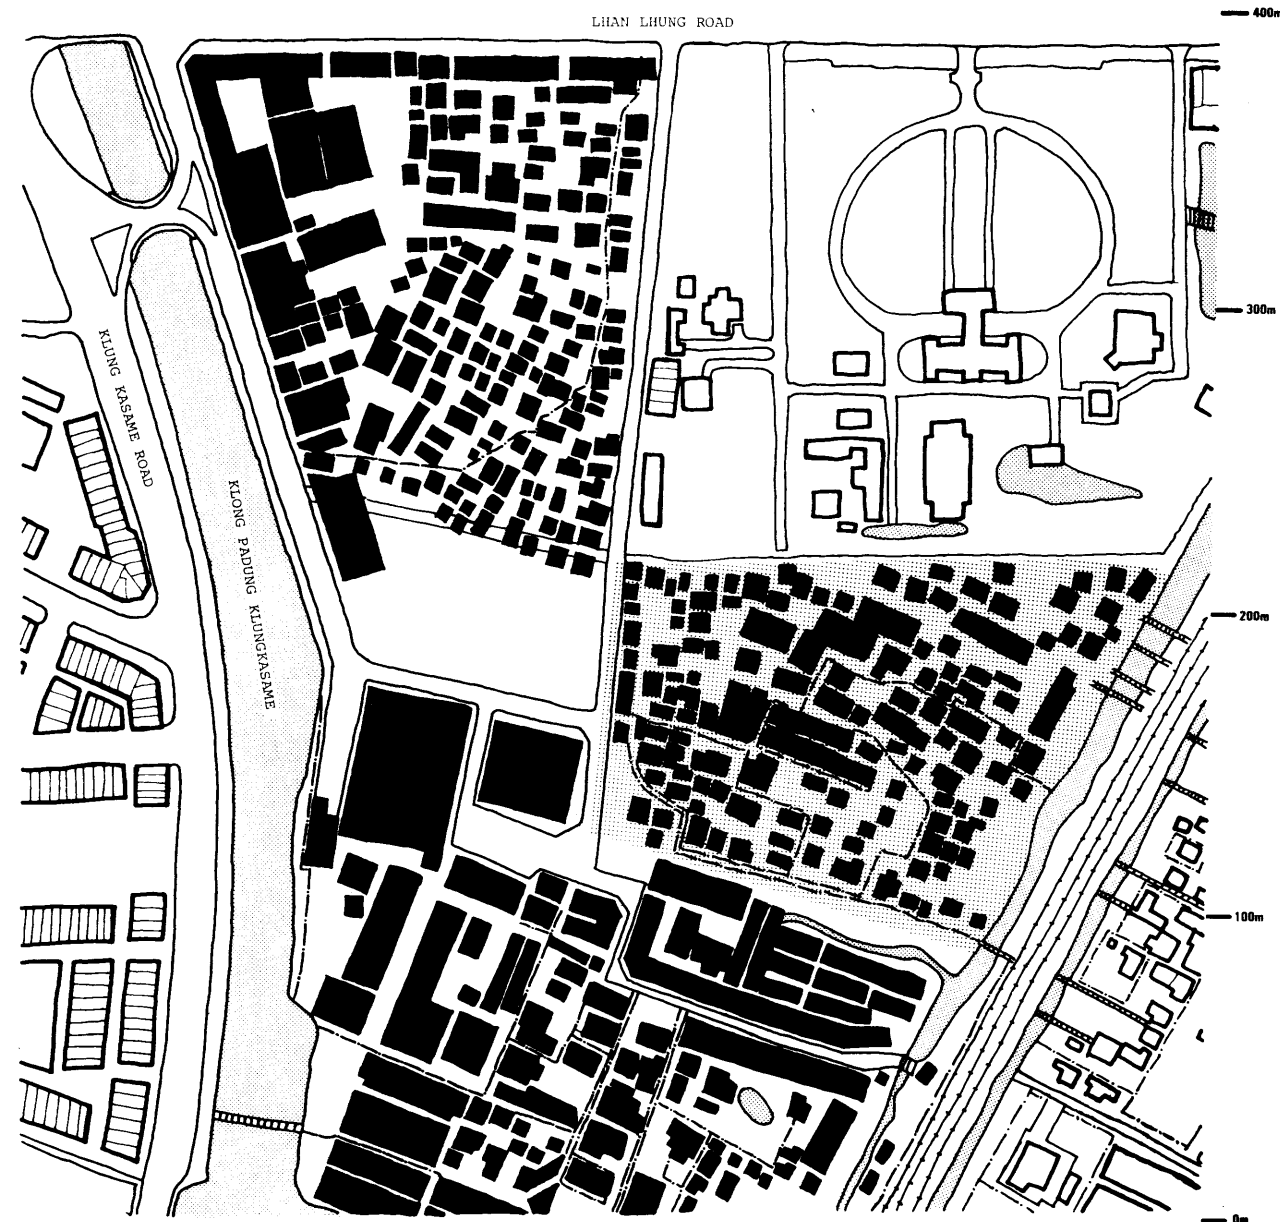 LHAN LHUNG ROAD
400m
300m
KLUNG KASAME ROAD
KLONG PADUNG KLUNGKASAME
200m
100m
0m